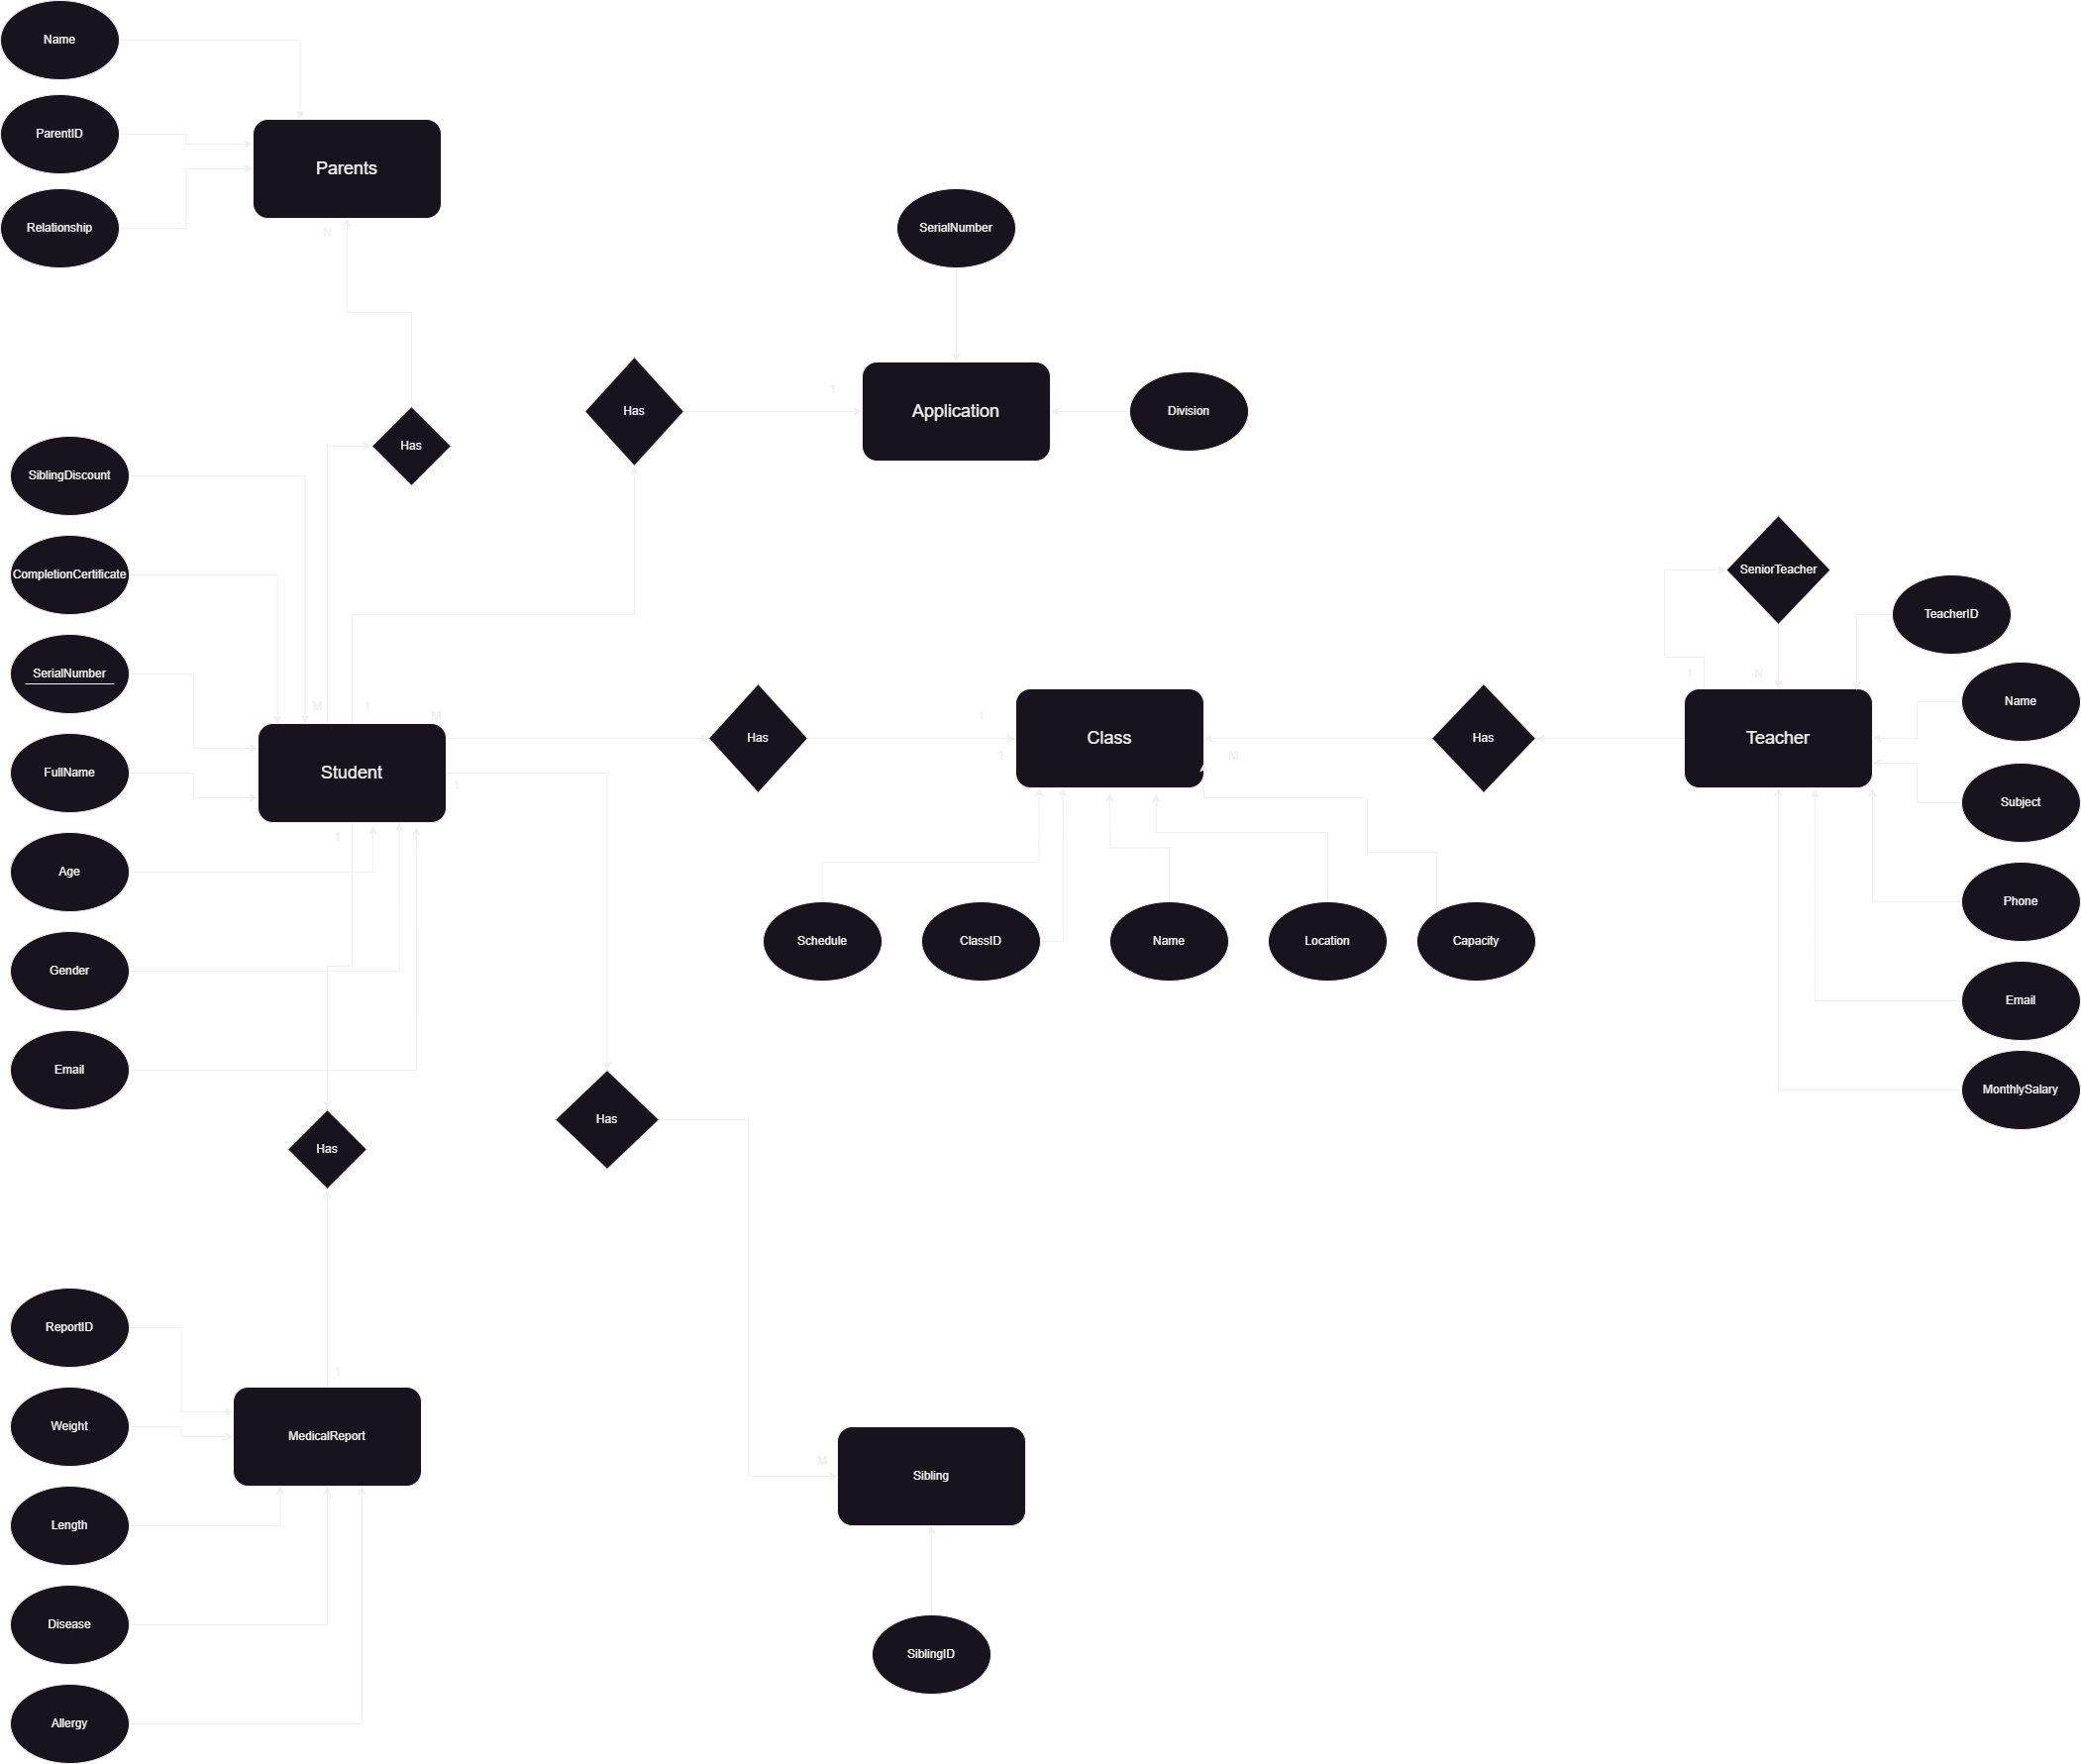 Name
ParentID
Parents
Relationship
N
SerialNumber
Has
1
Application
Division
Has
SiblingDiscount
CompletionCertificate
SeniorTeacher
TeacherID
SerialNumber
M
1
M
1
N
Name
Has
1
Class
Has
Teacher
1
M
Student
1
FullName
Subject
1
Age
Phone
Schedule
ClassID
Name
Location
Capacity
Gender
Email
Email
MonthlySalary
Has
Has
ReportID
1
Weight
MedicalReport
M
Sibling
Length
Disease
SiblingID
Allergy